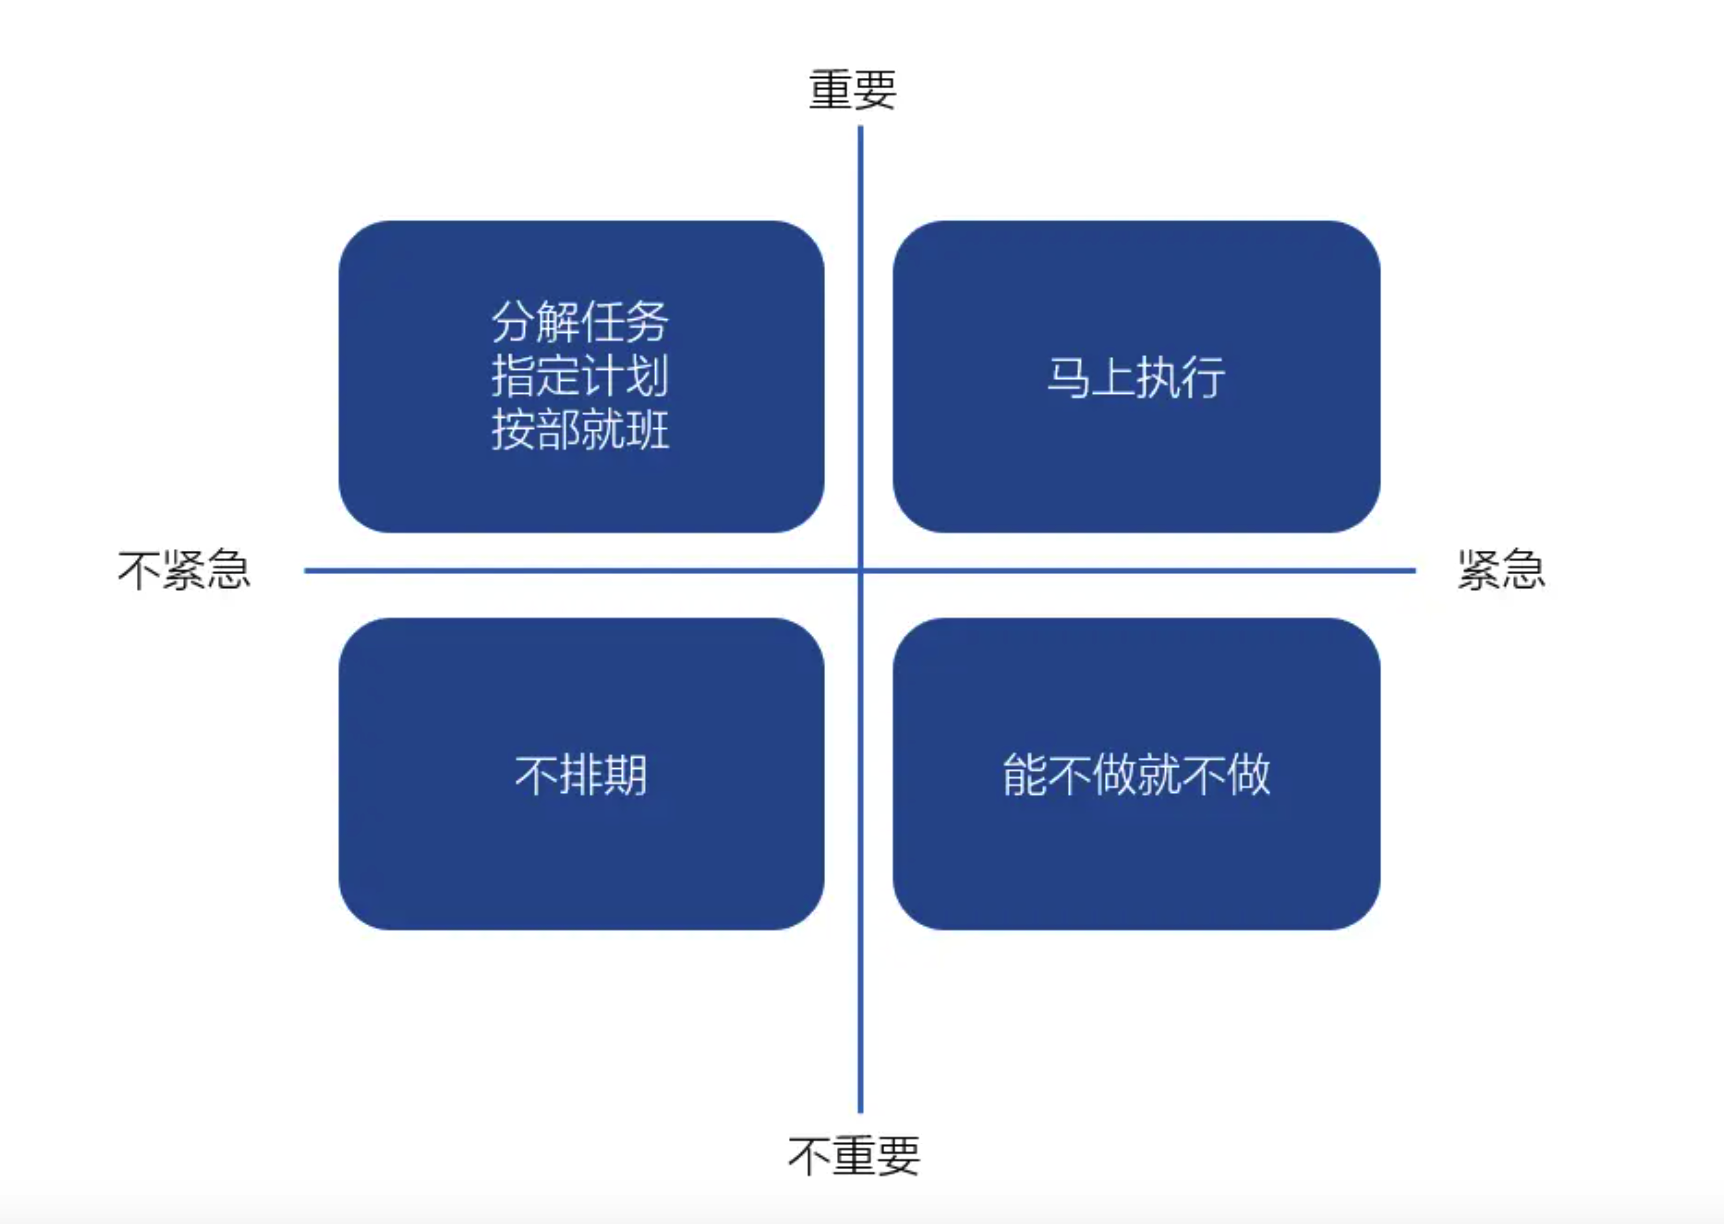 重要
分解任务
指定计划
按部就班
马上执行
不紧急
紧急
不排期
能不做就不做
不重要